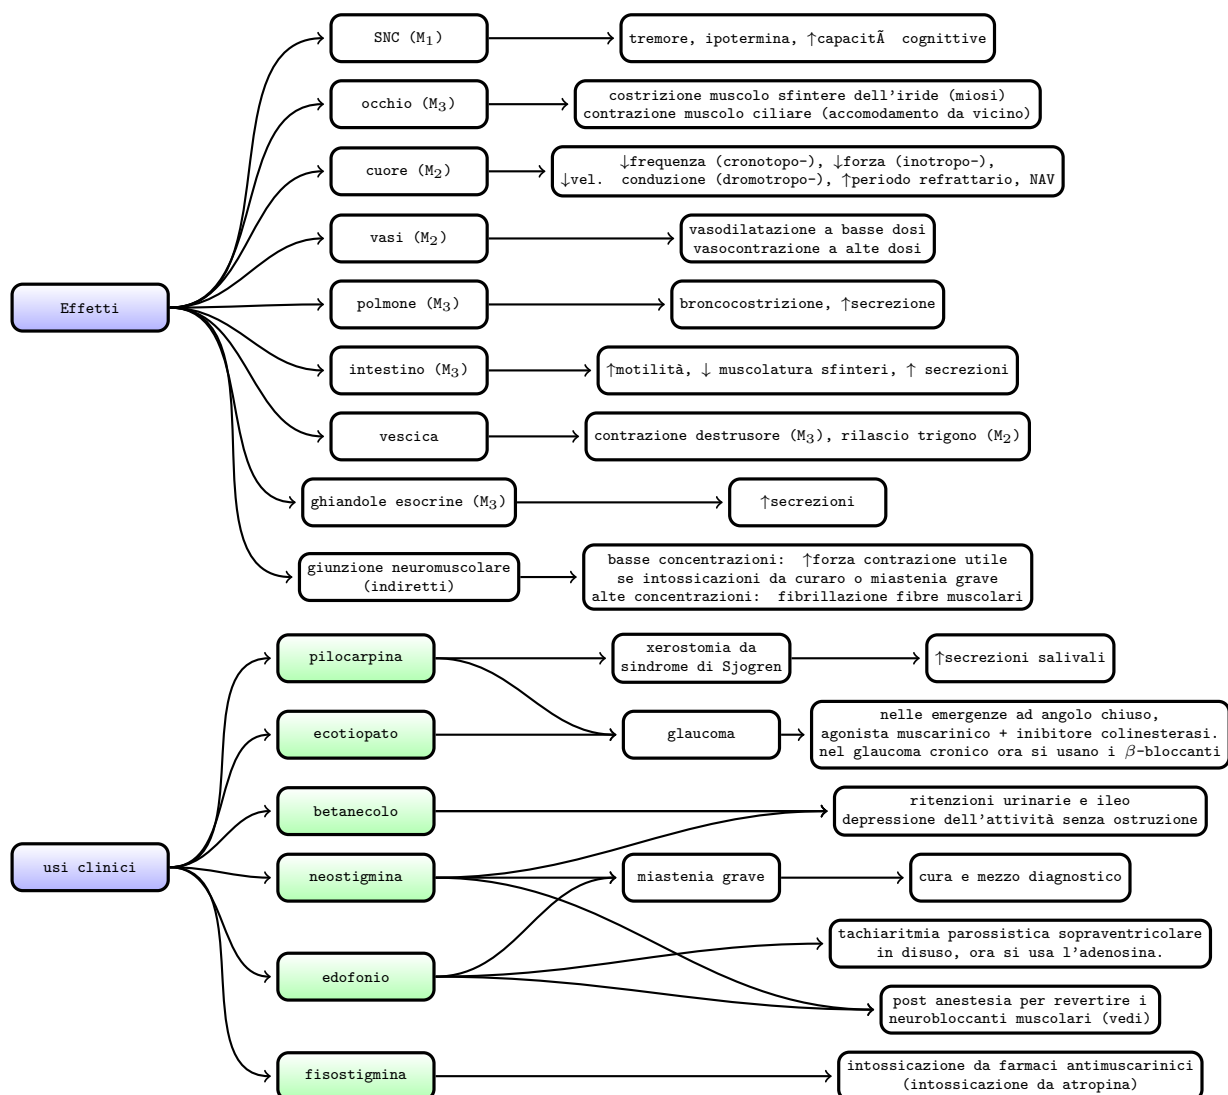 Effetti
SNC (M1)
tremore, ipotermina, ↑capacitÃ cognittive
occhio (M3)
costrizione muscolo sfintere dell'iride (miosi)
contrazione muscolo ciliare (accomodamento da vicino)
cuore (M2)
↓frequenza (cronotopo-), ↓forza (inotropo-),
↓vel. conduzione (dromotropo-), ↑periodo refrattario, NAV
vasi (M2)
vasodilatazione a basse dosi
vasocontrazione a alte dosi
polmone (M3)
broncocostrizione, ↑secrezione
intestino (M3)
↑motilità, ↓ muscolatura sfinteri, ↑ secrezioni
vescica
contrazione destrusore (M3), rilascio trigono (M2)
ghiandole esocrine (M3)
↑secrezioni
giunzione neuromuscolare
(indiretti)
basse concentrazioni: ↑forza contrazione utile
se intossicazioni da curaro o miastenia grave
alte concentrazioni: fibrillazione fibre muscolari
usi clinici
pilocarpina
xerostomia da
sindrome di Sjogren
↑secrezioni salivali
ecotiopato
glaucoma
nelle emergenze ad angolo chiuso,
agonista muscarinico + inibitore colinesterasi.
nel glaucoma cronico ora si usano i β-bloccanti
betanecolo
ritenzioni urinarie e ileo
depressione dell'attività senza ostruzione
neostigmina
miastenia grave
cura e mezzo diagnostico
edofonio
tachiaritmia parossistica sopraventricolare
in disuso, ora si usa l'adenosina.
post anestesia per revertire i
neurobloccanti muscolari (vedi)
fisostigmina
intossicazione da farmaci antimuscarinici
(intossicazione da atropina)